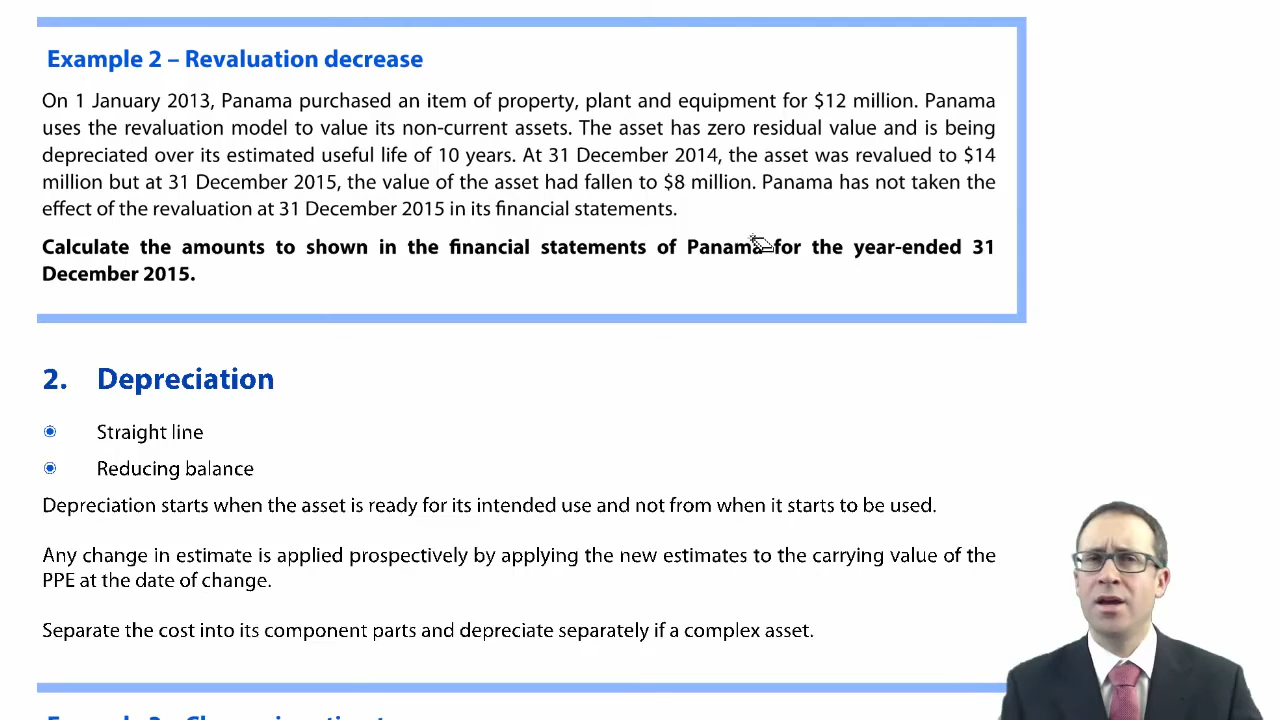 Example 2 – Revaluation decrease
On 1 January 2013, Panama purchased an item of property, plant and equipment for $12 million. Panama
uses the revaluation model to value its non-current assets. The asset has zero residual value and is being
depreciated over its estimated useful life of 10 years. At 31 December 2014, the asset was revalued to $14
million but at 31 December 2015, the value of the asset had fallen to $8 million. Panama has not taken the
effect of the revaluation at 31 December 2015 in its financial statements.
Calculate the amounts to shown in the financial statements of Panama for the year-ended 31
December 2015.
2. Depreciation
Straight line
Reducing balance
Depreciation starts when the asset is ready for its intended use and not from when it starts to be used.
Any change in estimate is applied prospectively by applying the new estimates to the carrying value of the
PPE at the date of change.
Separate the cost into its component parts and depreciate separately if a complex asset.